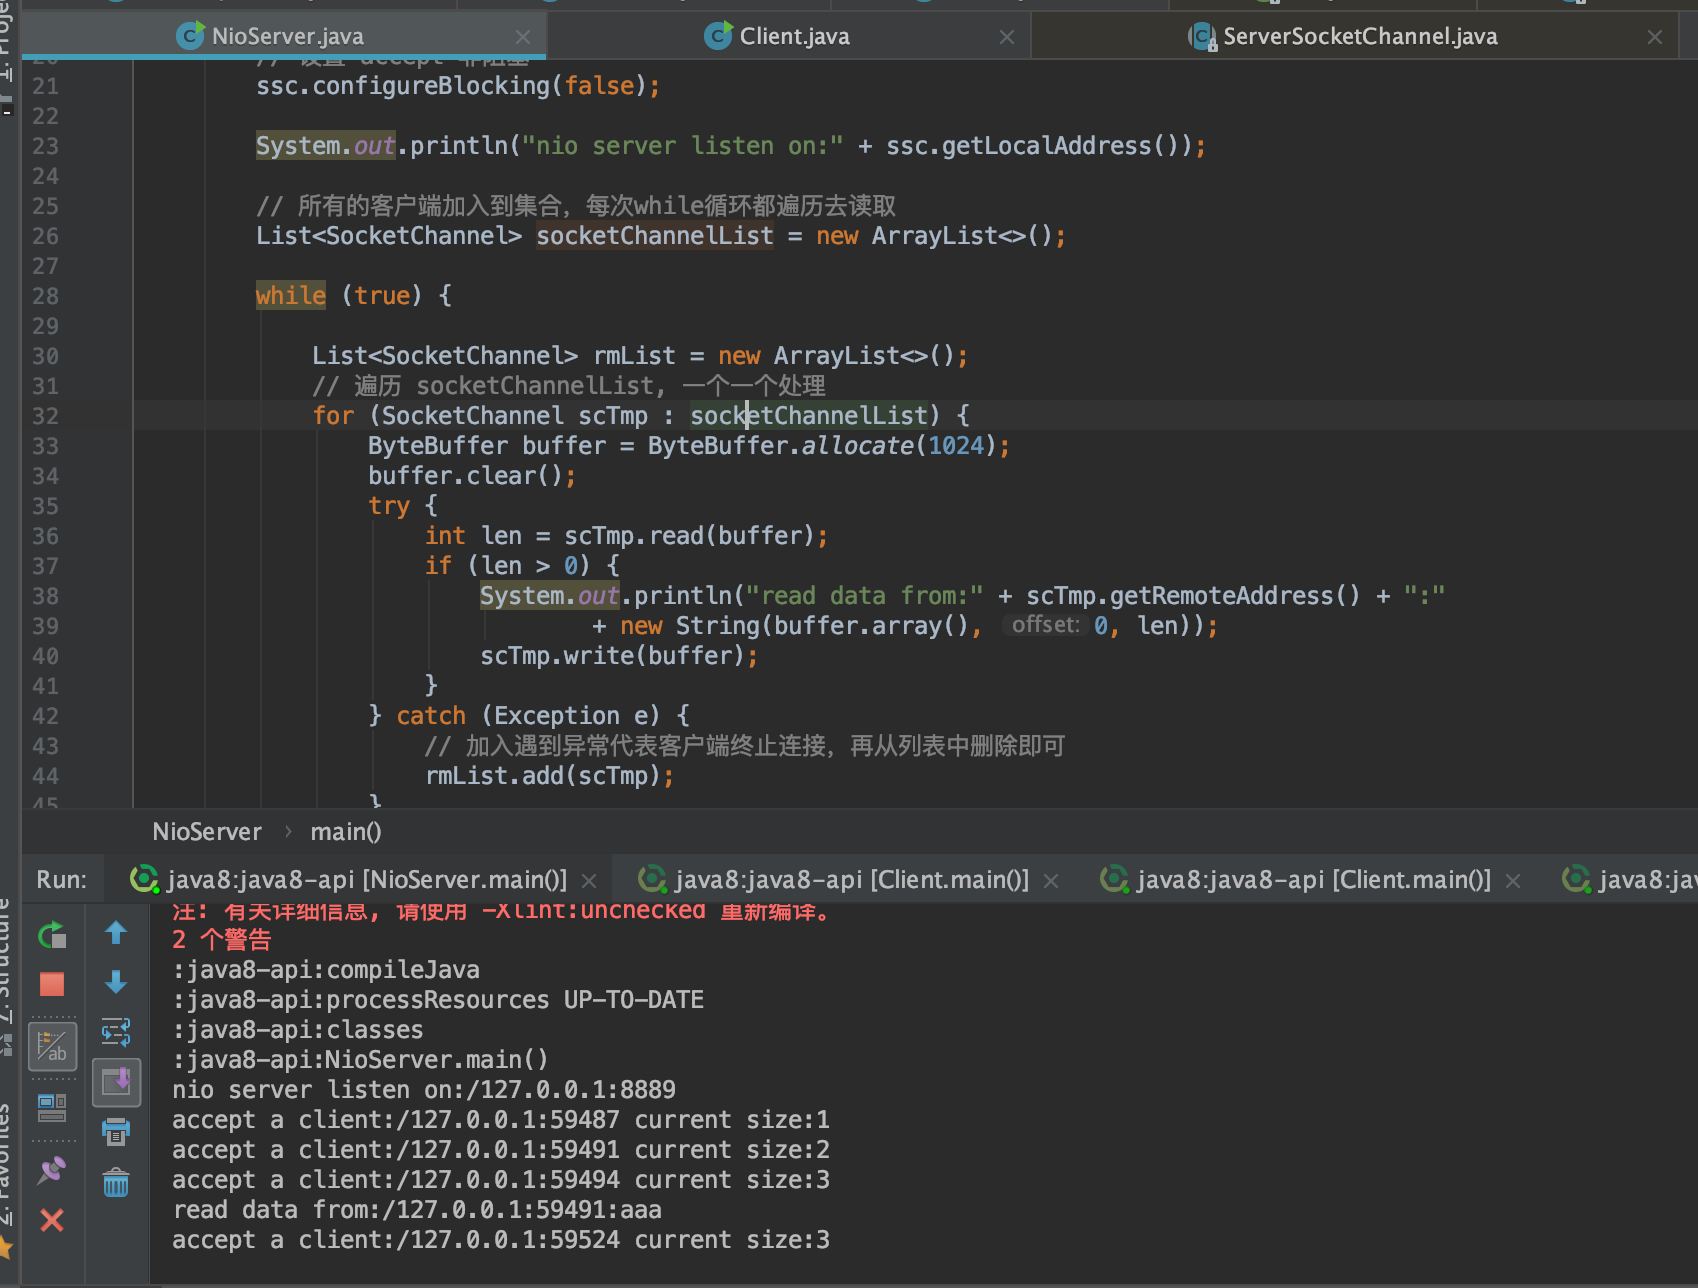 NioServer.java
Client.java
ServerSocketChannel.java
20 // 设置 accept 非阻塞
21 ssc.configureBlocking(false);
22
23 System.out.println("nio server listen on:" + ssc.getLocalAddress());
24
25 // 所有的客户端加入到集合，每次while循环都遍历去读取
26 List<SocketChannel> socketChannelList = new ArrayList<>();
27
28 while (true) {
29
30 List<SocketChannel> rmList = new ArrayList<>();
31 // 遍历 socketChannelList，一个一个处理
32 for (SocketChannel scTmp : socketChannelList) {
33 ByteBuffer buffer = ByteBuffer.allocate(1024);
34 buffer.clear();
35 try {
36 int len = scTmp.read(buffer);
37 if (len > 0) {
38 System.out.println("read data from:" + scTmp.getRemoteAddress() + ":"
39 + new String(buffer.array(), offset: 0, len));
40 scTmp.write(buffer);
41 }
42 } catch (Exception e) {
43 // 加入遇到异常代表客户端终止连接，再从列表中删除即可
44 rmList.add(scTmp);
45 }
NioServer › main()
Run: java8:java8-api [NioServer.main()]
java8:java8-api [Client.main()]
java8:java8-api [Client.main()]
java8:ja
注: 有关详细信息, 请使用 -Xlint:unchecked 重新编译。
2 个警告
:java8-api:compileJava
:java8-api:processResources UP-TO-DATE
:java8-api:classes
:java8-api:NioServer.main()
nio server listen on:/127.0.0.1:8889
accept a client:/127.0.0.1:59487 current size:1
accept a client:/127.0.0.1:59491 current size:2
accept a client:/127.0.0.1:59494 current size:3
read data from:/127.0.0.1:59491:aaa
accept a client:/127.0.0.1:59524 current size:3
1: Proje
7: Structure
2: Favorites